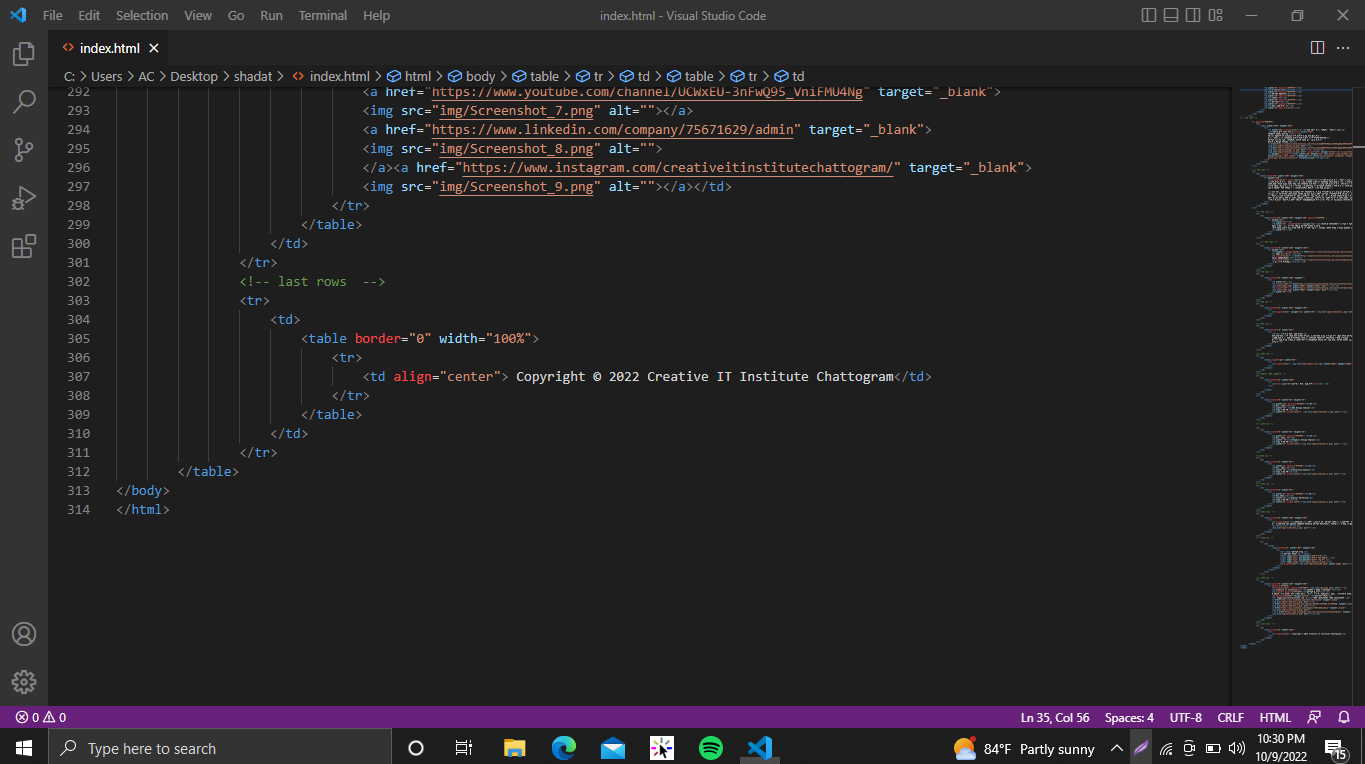 File Edit Selection View Go Run Terminal Help index.html - Visual Studio Code
index.html
C: > Users > AC > Desktop > shadat > index.html > html > body > table > tr > td > table > tr > td
292 <a href="https://www.youtube.com/channel/UCWxEU-3nFwQ95_VniFMU4Ng" target="_blank">
293 <img src="img/Screenshot_7.png" alt=""></a>
294 <a href="https://www.linkedin.com/company/75671629/admin" target="_blank">
295 <img src="img/Screenshot_8.png" alt="">
296 </a><a href="https://www.instagram.com/creativeitinstitutechattogram/" target="_blank">
297 <img src="img/Screenshot_9.png" alt=""></a></td>
298 </tr>
299 </table>
300 </td>
301 </tr>
302 <!-- last rows  -->
303 <tr>
304 <td>
305 <table border="0" width="100%">
306 <tr>
307 <td align="center"> Copyright © 2022 Creative IT Institute Chattogram</td>
308 </tr>
309 </table>
310 </td>
311 </tr>
312 </table>
313 </body>
314 </html>
0 0 Ln 35, Col 56 Spaces: 4 UTF-8 CRLF HTML
Type here to search 84°F Partly sunny 10:30 PM
10/9/2022 15